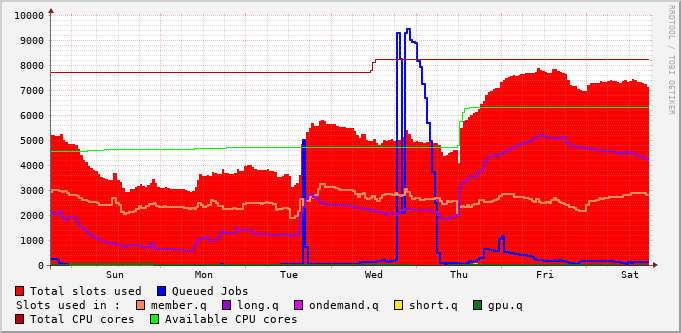 10000
9000
8000
7000
6000
5000
4000
3000
2000
1000
0
Sun Mon Tue Wed Thu Fri Sat
RRDTOOL / TOBI OETIKER
Total slots used Queued Jobs
Slots used in : member.q long.q ondemand.q short.q gpu.q
Total CPU cores Available CPU cores